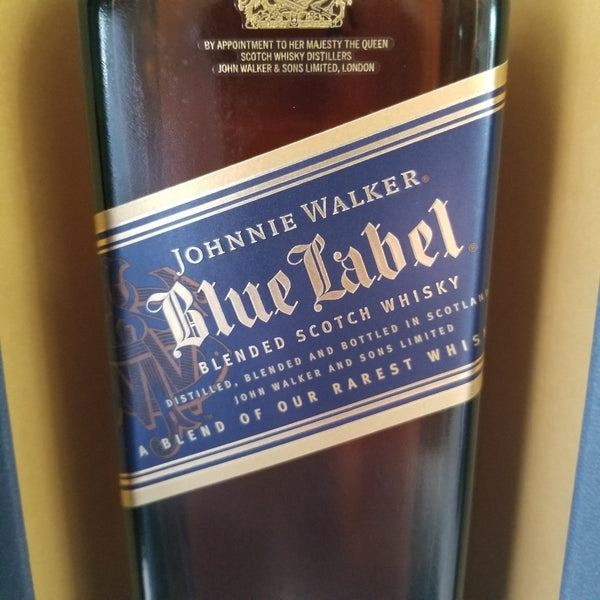 BY APPOINTMENT TO HER MAJESTY THE QUEEN
SCOTCH WHISKY DISTILLERS
JOHN WALKER & SONS LIMITED, LONDON
JOHNNIE WALKER®
Blue Label®
BLENDED SCOTCH WHISKY
DISTILLED, BLENDED AND BOTTLED IN SCOTLAND
JOHN WALKER AND SONS LIMITED
A BLEND OF OUR RAREST WHIS